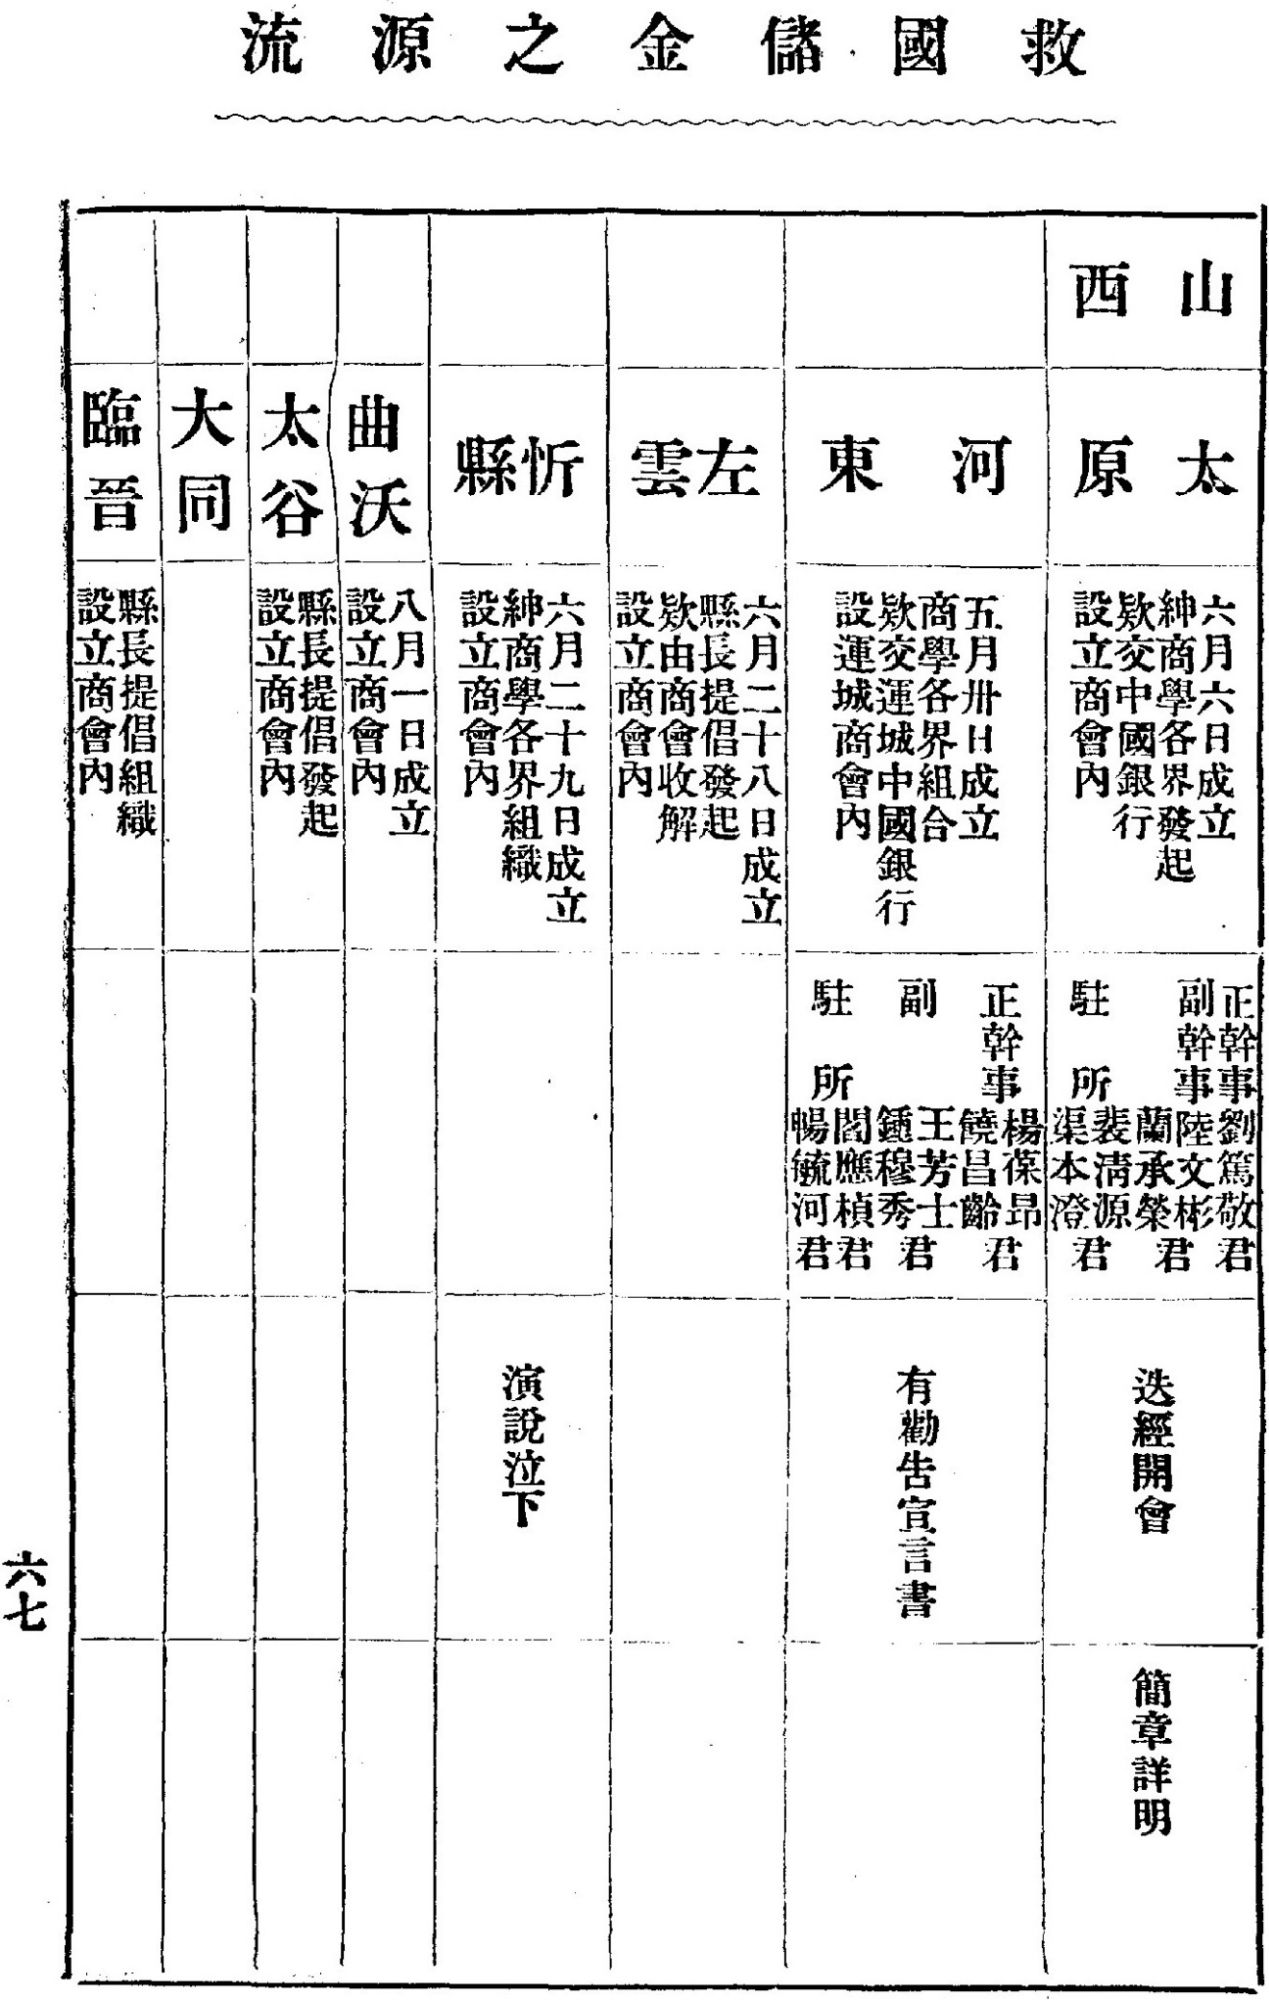 救國儲金之源流
山西
太原
六月六日成立
紳商學各界發起
欵交中國銀行
設立商會內
正幹事劉篤敬君
副幹事陸文彬
蘭承榮君
駐所裴淸源
渠本澄君
迭經開會
簡章詳明
河東
五月卅日成立
商學各界組合
欵交運城中國銀行
設運城商會內
正幹事楊葆昂
饒昌齡君
副王芳士
鍾穆秀君
駐所閻應楨君
暢毓河君
有勸告宣言書
左雲
六月二十八日成立
縣長提倡發起
欵由商會收解
設立商會內
忻縣
六月二十九日成立
紳商學各界組織
設立商會內
演說泣下
曲沃
八月一日成立
設立商會內
太谷
縣長提倡發起
設立商會內
大同
臨晉
縣長提倡組織
設立商會內
六七